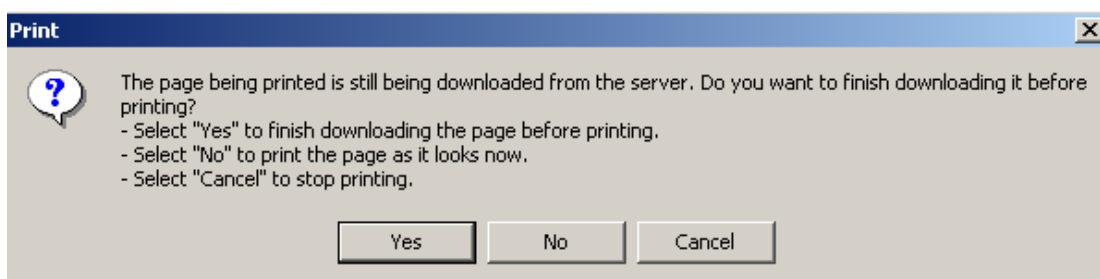 Print
The page being printed is still being downloaded from the server. Do you want to finish downloading it before
printing?
- Select "Yes" to finish downloading the page before printing.
- Select "No" to print the page as it looks now.
- Select "Cancel" to stop printing.
Yes No Cancel